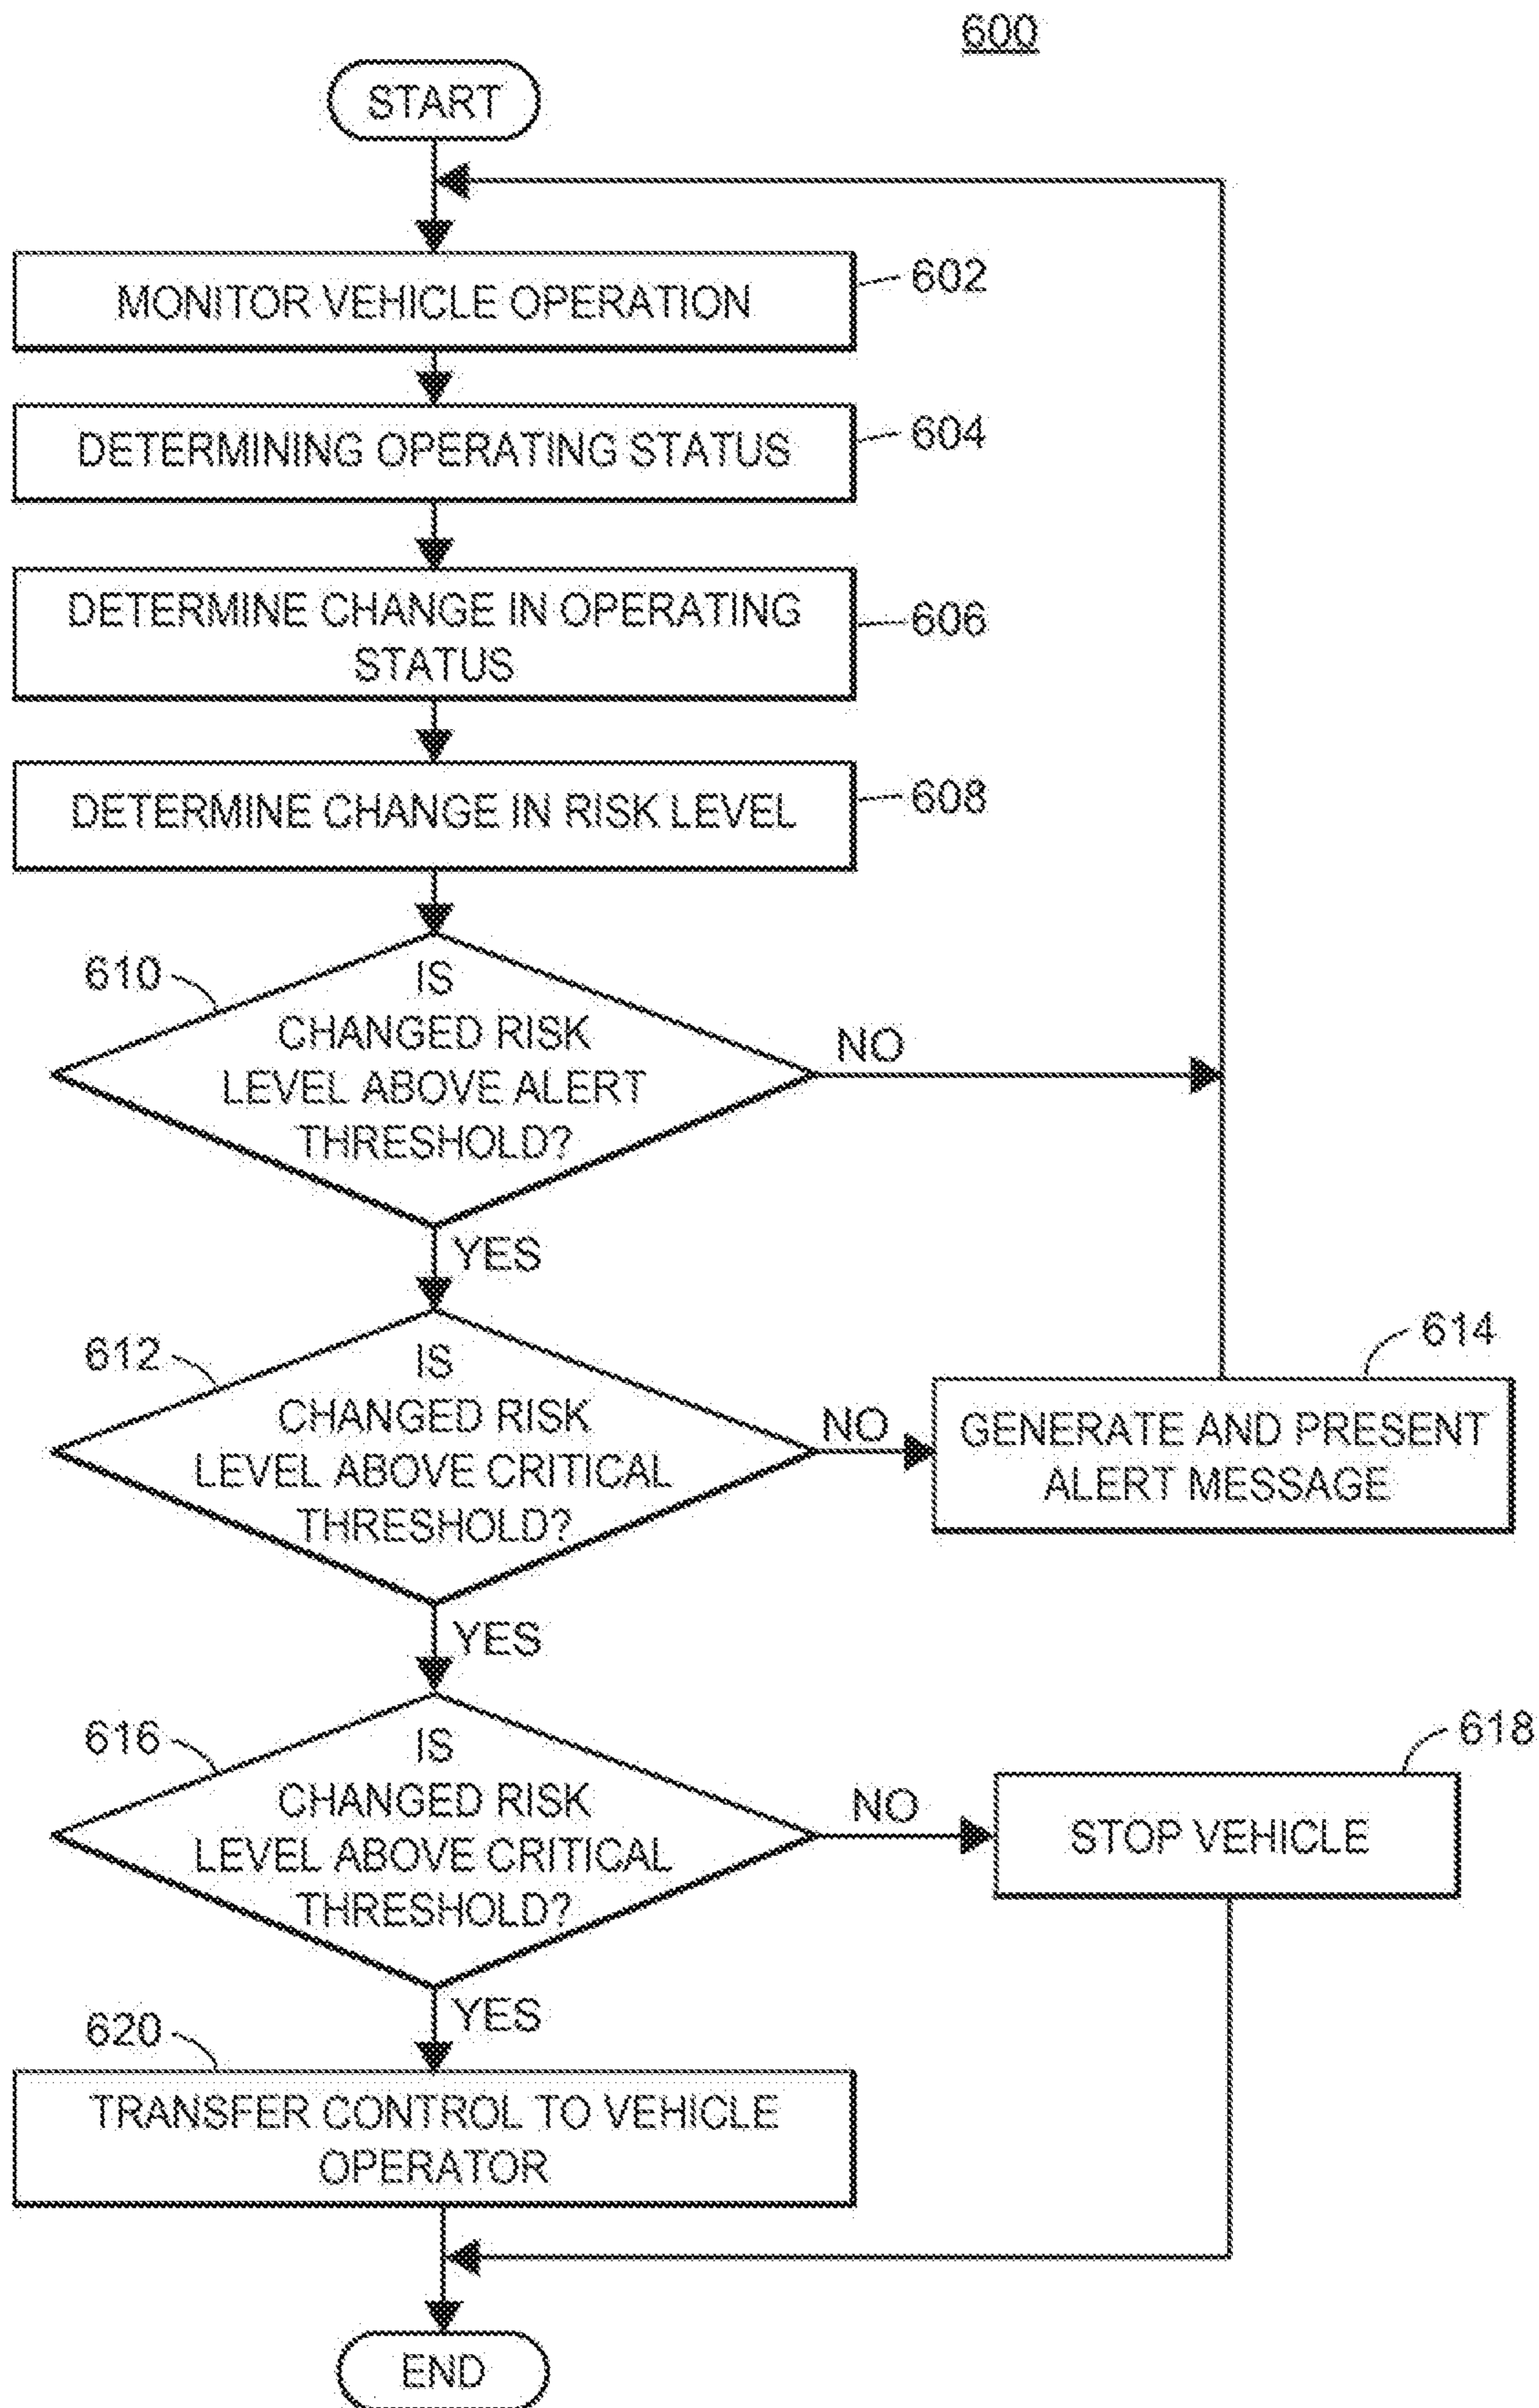 600
START
MONITOR VEHICLE OPERATION
602
DETERMINING OPERATING STATUS
604
DETERMINE CHANGE IN OPERATING
STATUS
606
DETERMINE CHANGE IN RISK LEVEL
608
610
IS
CHANGED RISK
LEVEL ABOVE ALERT
THRESHOLD?
NO
YES
612
IS
CHANGED RISK
LEVEL ABOVE CRITICAL
THRESHOLD?
NO
614
GENERATE AND PRESENT
ALERT MESSAGE
YES
616
IS
CHANGED RISK
LEVEL ABOVE CRITICAL
THRESHOLD?
NO
618
STOP VEHICLE
YES
620
TRANSFER CONTROL TO VEHICLE
OPERATOR
END